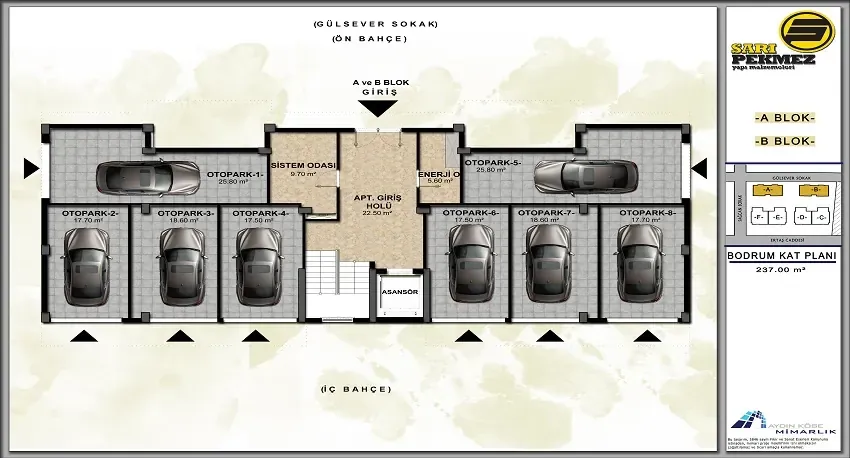 (GÜLSEVER SOKAK)
(ÖN BAHÇE)
A ve B BLOK
GİRİŞ
OTOPARK-1-
25.80 m²
SİSTEM ODASI
9.70 m²
APT. GİRİŞ
HOLÜ
22.50 m²
ENERJİ O
5.60 m²
OTOPARK-5-
25.80 m²
OTOPARK-2-
17.70 m²
OTOPARK-3-
18.60 m²
OTOPARK-4-
17.50 m²
OTOPARK-6-
17.50 m²
OTOPARK-7-
18.60 m²
OTOPARK-8-
17.70 m²
ASANSÖR
(İÇ BAHÇE)
SARI
PEKMEZ
yapı malzemeleri
-A BLOK-
-B BLOK-
GÜLSEVER SOKAK
-A-
-B-
-F-
-E-
-D-
-C-
EKTAŞ CADDESİ
BODRUM KAT PLANI
237.00 m²
AYDIN KÖSE
MİMARLIK